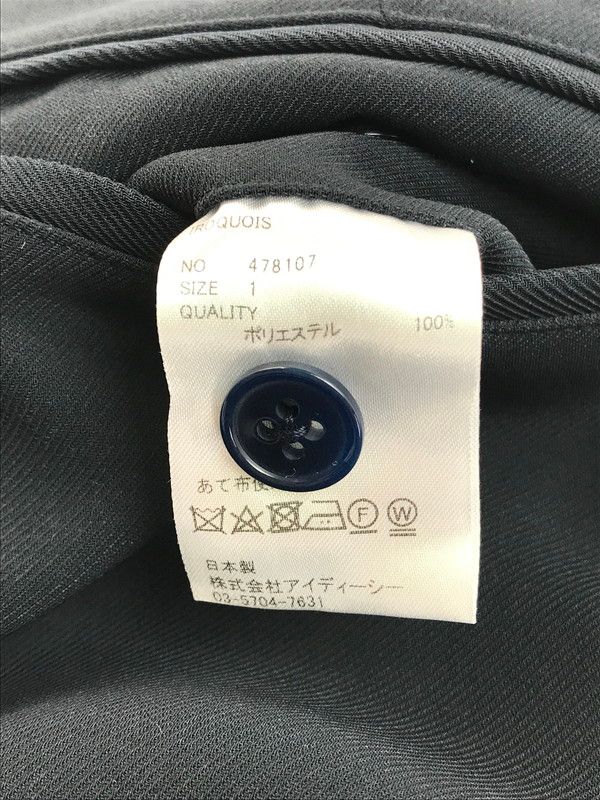 IROQUOIS
NO 478107
SIZE 1
QUALITY
ポリエステル 100%
あて布使
F W
日本製
株式会社アイディーシー
03-5704-7631